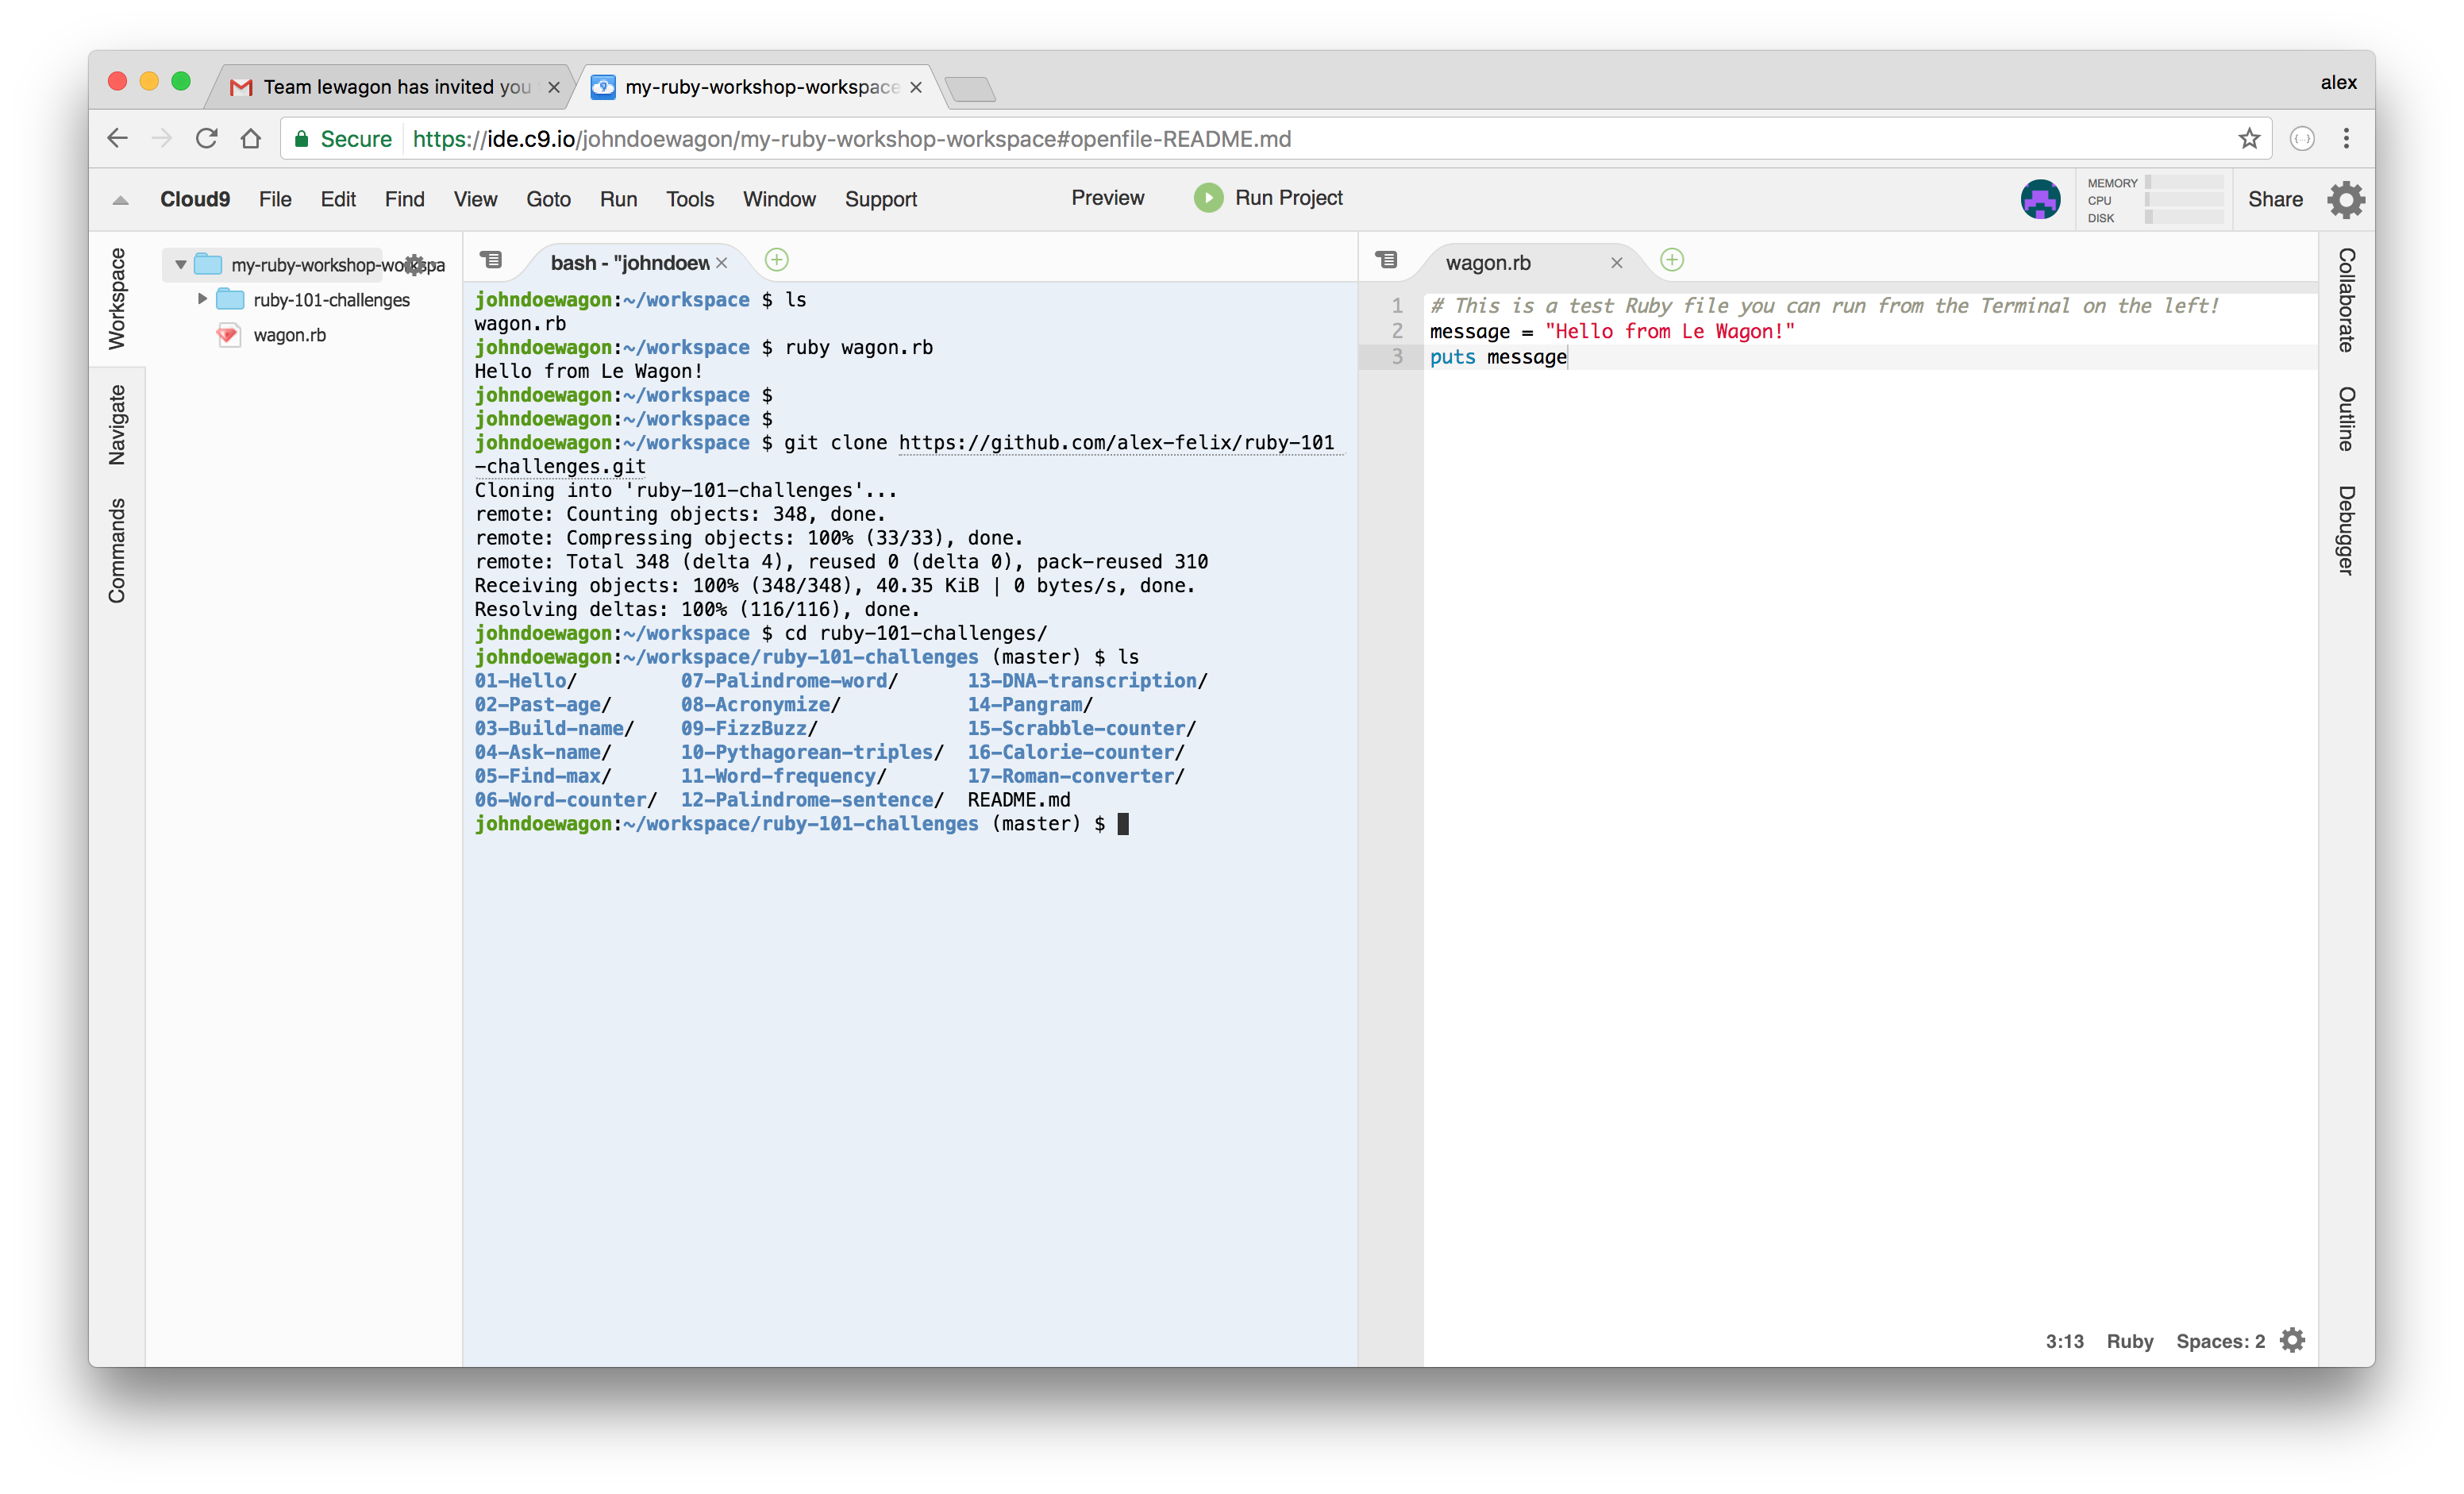 Team lewagon has invited you
my-ruby-workshop-workspace
alex
Secure https://ide.c9.io/johndoewagon/my-ruby-workshop-workspace#openfile-README.md
Cloud9 File Edit Find View Goto Run Tools Window Support Preview Run Project
MEMORY
CPU
DISK
Share
Workspace
Navigate
Commands
my-ruby-workshop-workspa
ruby-101-challenges
wagon.rb
bash - "johndoew
johndoewagon:~/workspace $ ls
wagon.rb
johndoewagon:~/workspace $ ruby wagon.rb
Hello from Le Wagon!
johndoewagon:~/workspace $
johndoewagon:~/workspace $
johndoewagon:~/workspace $ git clone https://github.com/alex-felix/ruby-101
-challenges.git
Cloning into 'ruby-101-challenges'...
remote: Counting objects: 348, done.
remote: Compressing objects: 100% (33/33), done.
remote: Total 348 (delta 4), reused 0 (delta 0), pack-reused 310
Receiving objects: 100% (348/348), 40.35 KiB | 0 bytes/s, done.
Resolving deltas: 100% (116/116), done.
johndoewagon:~/workspace $ cd ruby-101-challenges/
johndoewagon:~/workspace/ruby-101-challenges (master) $ ls
01-Hello/ 07-Palindrome-word/ 13-DNA-transcription/
02-Past-age/ 08-Acronymize/ 14-Pangram/
03-Build-name/ 09-FizzBuzz/ 15-Scrabble-counter/
04-Ask-name/ 10-Pythagorean-triples/ 16-Calorie-counter/
05-Find-max/ 11-Word-frequency/ 17-Roman-converter/
06-Word-counter/ 12-Palindrome-sentence/ README.md
johndoewagon:~/workspace/ruby-101-challenges (master) $
wagon.rb
1 # This is a test Ruby file you can run from the Terminal on the left!
2 message = "Hello from Le Wagon!"
3 puts message
3:13 Ruby Spaces: 2
Collaborate
Outline
Debugger